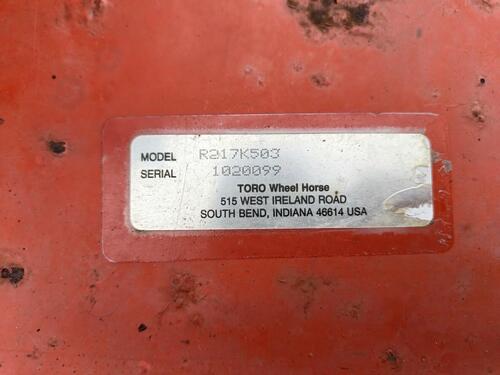 MODEL R217K503
SERIAL 1020099
TORO Wheel Horse
515 WEST IRELAND ROAD
SOUTH BEND, INDIANA 46614 USA